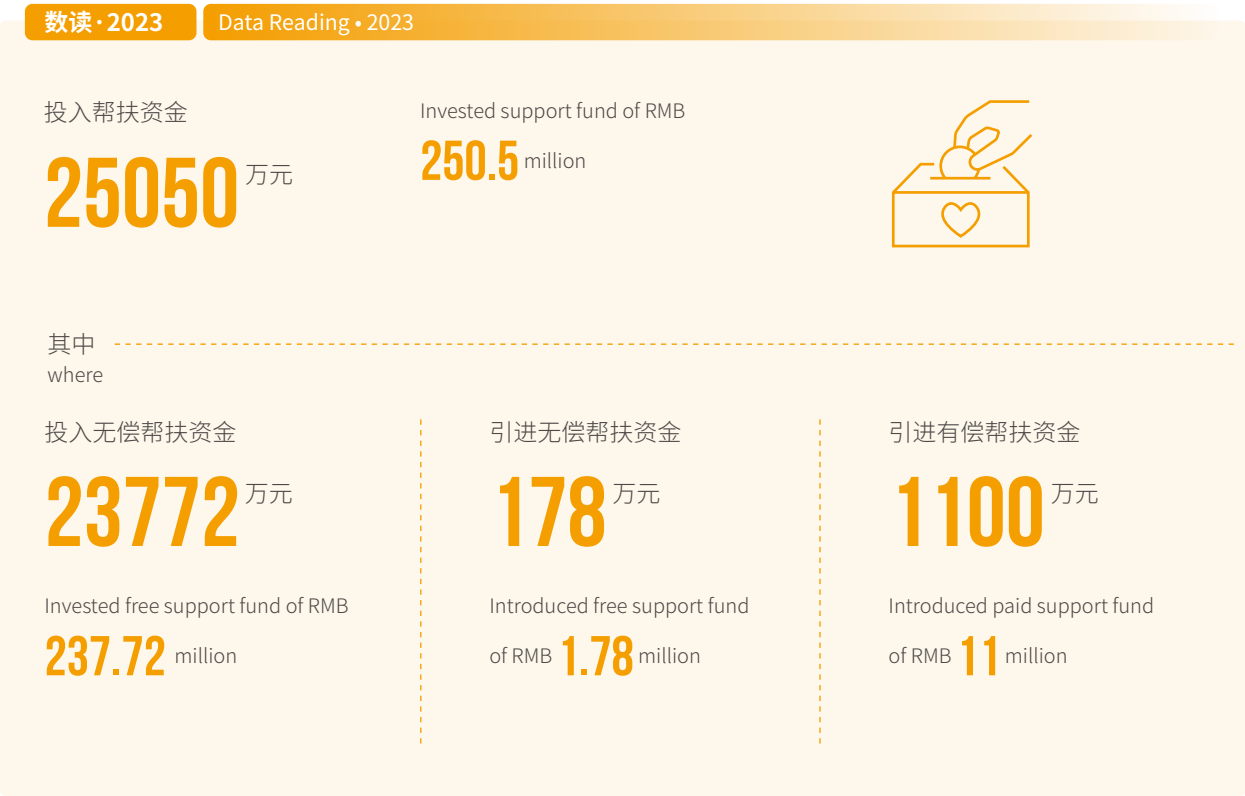 数读·2023
Data Reading • 2023
投入帮扶资金
25050 万元
Invested support fund of RMB
250.5 million
其中
where
投入无偿帮扶资金
23772 万元
Invested free support fund of RMB
237.72 million
引进无偿帮扶资金
178 万元
Introduced free support fund
of RMB 1.78 million
引进有偿帮扶资金
1100 万元
Introduced paid support fund
of RMB 11 million